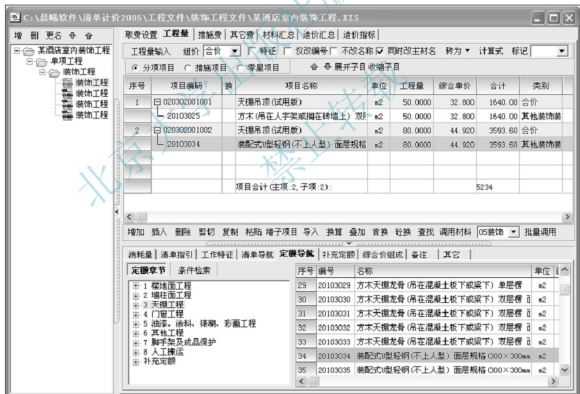 C:\晨曦软件\清单计价2005\工程文件\装饰工程文件\某酒店室内装饰工程.XZS
增 删 更名
某酒店室内装饰工程
单项工程
装饰工程
装饰工程
装饰工程
装饰工程
装饰工程
取费设置 工程量 措施费 其它费 材料汇总 造价汇总 造价指标
工程量输入 组价 合价 特征 仅改编号 不改名称 同时改主材名 转为 计算式 标记
分项项目 措施项目 零星项目 展开子目 收缩子目
序号 项目编码 换 项目名称 单位 工程量 综合单价 合计 类别
1 020302001001 天棚吊顶(试用版) m2 50.0000 32.800 1640.00 合价
20103025 方木(吊在人字架或搁在砖墙上) 双 m2 50.0000 32.800 1640.00 其他装饰装
2 020302001002 天棚吊顶(试用版) m2 80.0000 44.920 3593.60 合价
20103034 装配式U型轻钢(不上人型) 面层规格 m2 80.0000 44.920 3593.60 其他装饰装
项目合计(主项:2,子项:2): 5234
增加 插入 删除 剪切 复制 粘贴 增子项目 导入 换算 叠加 套换 砼换 查找 调用材料 05装饰 批量调用
消耗量 清单指引 工作特征 清单导航 定额导航 补充定额 综合价组成 备注 其它
定额章节 条件检索
1 楼地面工程
2 墙柱面工程
3 天棚工程
4 门窗工程
5 油漆、涂料、裱糊、彩画工程
6 其他工程
7 脚手架及成品保护
8 人工搬运
补充定额
序号 编号 名称 单位
29 20103029 方木天棚龙骨(吊在混凝土板下或梁下) 单层楞 m2
30 20103030 方木天棚龙骨(吊在混凝土板下或梁下) 双层楞 m2
31 20103031 方木天棚龙骨(吊在混凝土板下或梁下) 双层楞 m2
32 20103032 方木天棚龙骨(吊在混凝土板下或梁下) 双层楞 m2
33 20103033 方木天棚龙骨(吊在混凝土板下或梁下) 双层楞 m2
34 20103034 装配式U型轻钢(不上人型) 面层规格(300×300mm m2
35 20103035 装配式U型轻钢(不上人型) 面层规格(300×300mm m2